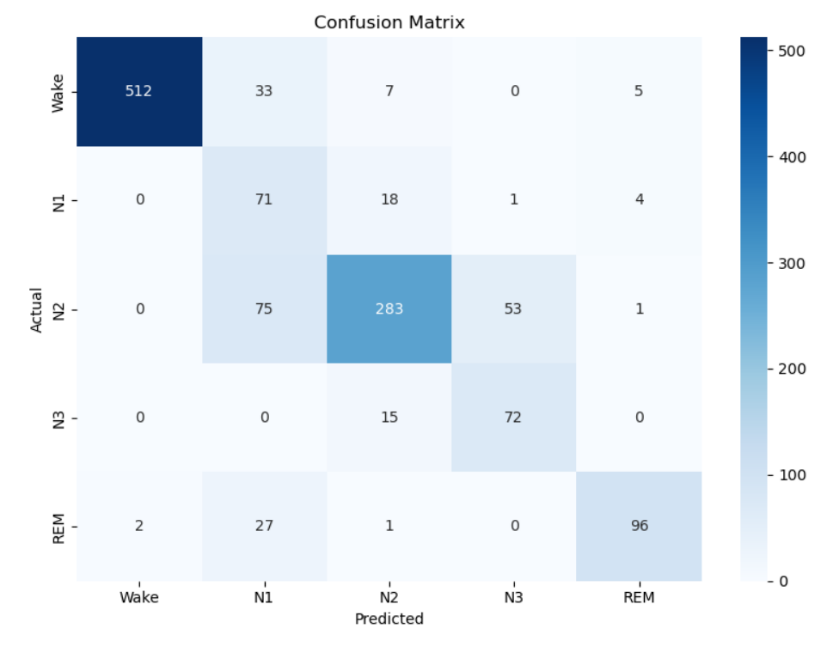 Confusion Matrix
Wake 512 33 7 0 5
N1 0 71 18 1 4
Actual
N2 0 75 283 53 1
N3 0 0 15 72 0
REM 2 27 1 0 96
Wake N1 N2 N3 REM
Predicted
500
400
300
200
100
0